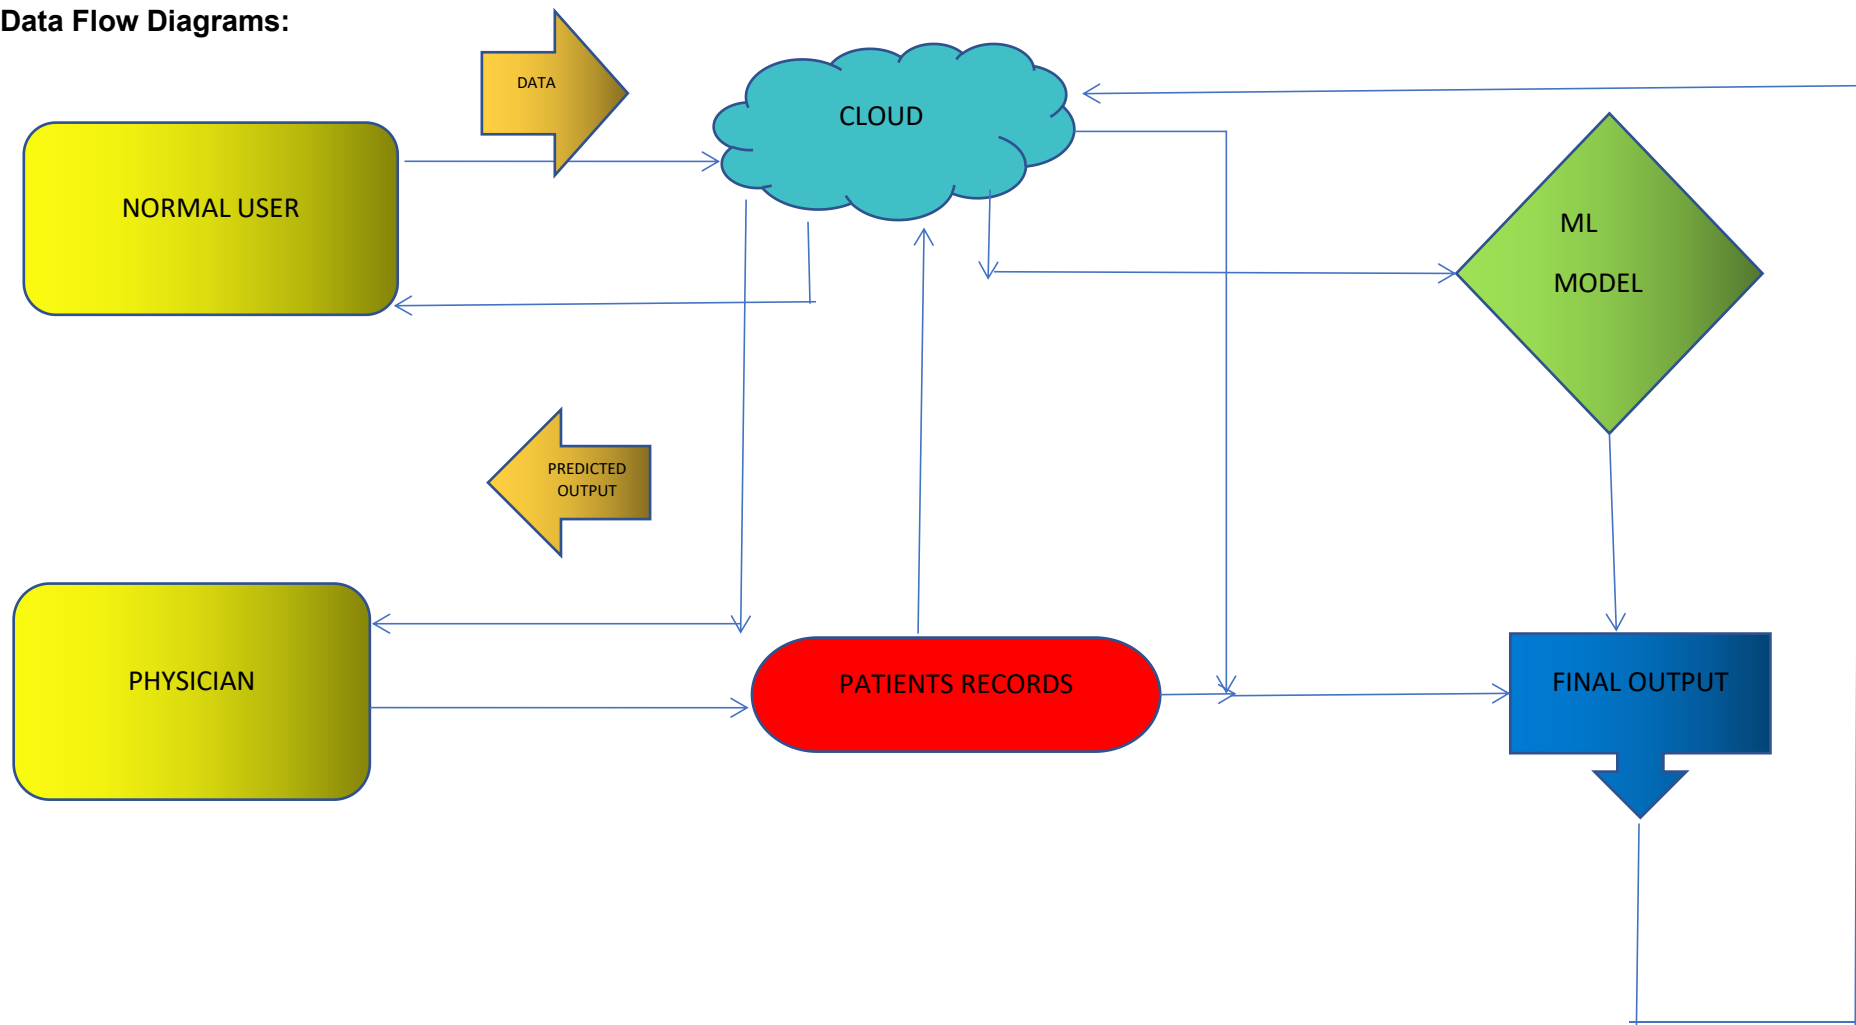 Data Flow Diagrams:
DATA
CLOUD
NORMAL USER
ML
MODEL
PREDICTED
OUTPUT
PHYSICIAN
PATIENTS RECORDS
FINAL OUTPUT